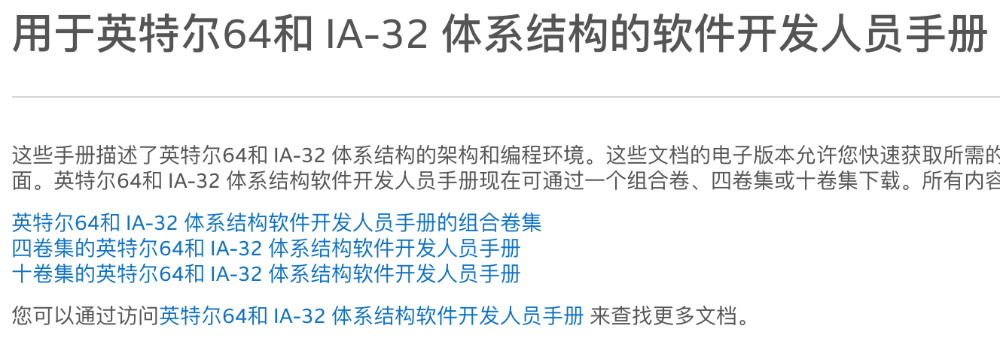 用于英特尔64和 IA-32 体系结构的软件开发人员手册
这些手册描述了英特尔64和 IA-32 体系结构的架构和编程环境。这些文档的电子版本允许您快速获取所需的
面。英特尔64和 IA-32 体系结构软件开发人员手册现在可通过一个组合卷、四卷集或十卷集下载。所有内容
英特尔64和 IA-32 体系结构软件开发人员手册的组合卷集
四卷集的英特尔64和 IA-32 体系结构软件开发人员手册
十卷集的英特尔64和 IA-32 体系结构软件开发人员手册
您可以通过访问英特尔64和 IA-32 体系结构软件开发人员手册 来查找更多文档。